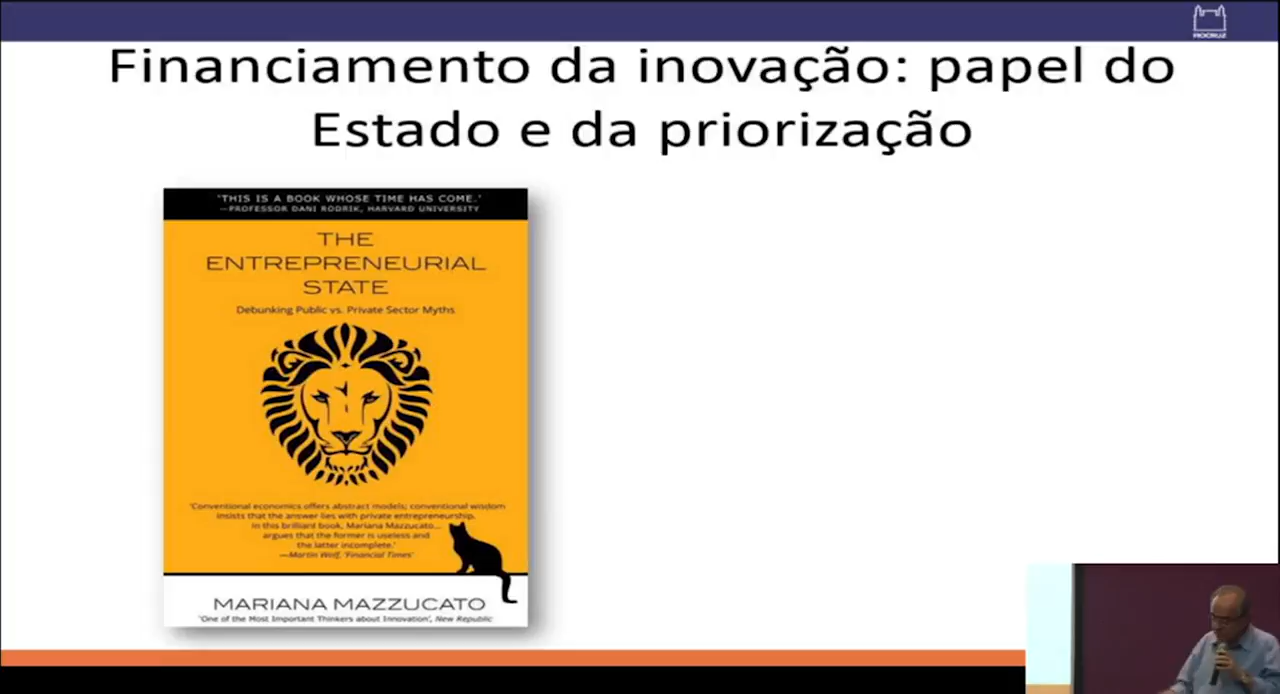 FIOCRUZ
Financiamento da inovação: papel do
Estado e da priorização
'THIS IS A BOOK WHOSE TIME HAS COME.'
—PROFESSOR DANI RODRIK, HARVARD UNIVERSITY
THE
ENTREPRENEURIAL
STATE
Debunking Public vs. Private Sector Myths
'Conventional economics offers abstract models; conventional wisdom
insists that the answer lies with private entrepreneurship.
In this brilliant book, Mariana Mazzucato...
argues that the former is useless and
the latter incomplete.'
—Martin Wolf, 'Financial Times'
MARIANA MAZZUCATO
'One of the Most Important Thinkers about Innovation', New Republic